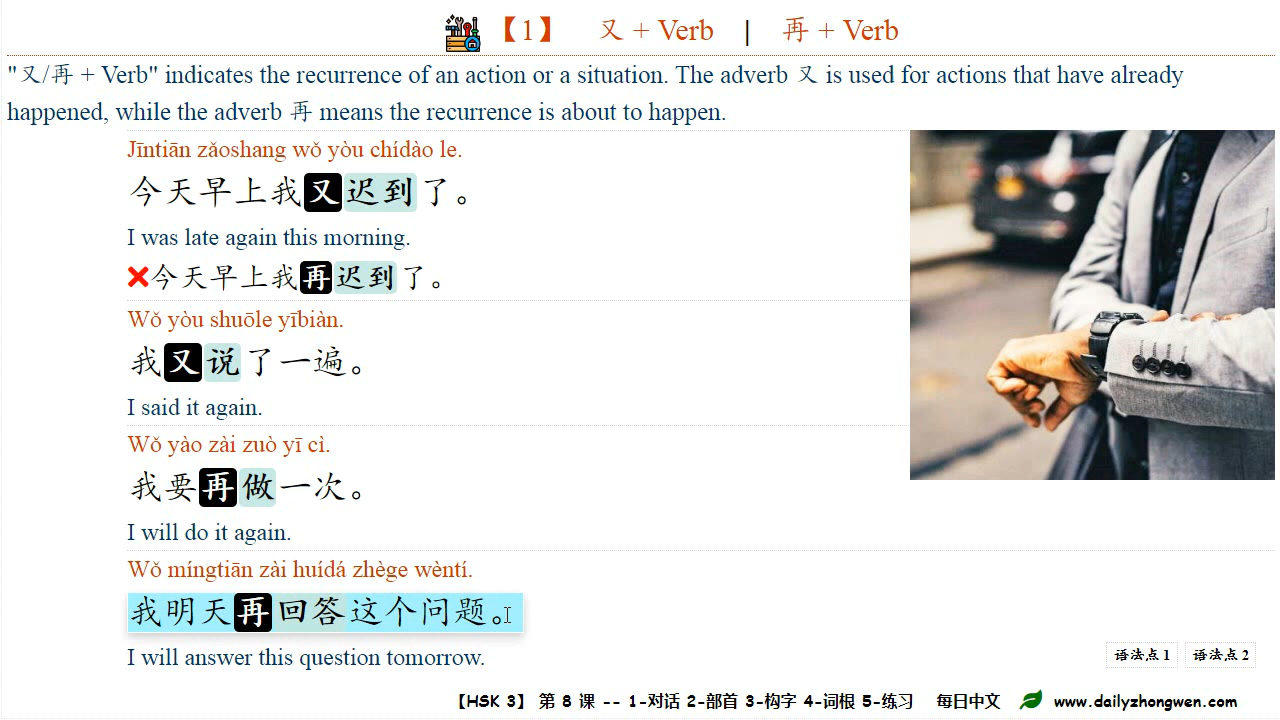 【1】 又 + Verb | 再 + Verb
"又/再 + Verb" indicates the recurrence of an action or a situation. The adverb 又 is used for actions that have already
happened, while the adverb 再 means the recurrence is about to happen.
Jīntiān zǎoshang wǒ yòu chídào le.
今天早上我又迟到了。
I was late again this morning.
❌今天早上我再迟到了。
Wǒ yòu shuōle yībiàn.
我又说了一遍。
I said it again.
Wǒ yào zài zuò yī cì.
我要再做一次。
I will do it again.
Wǒ míngtiān zài huídá zhège wèntí.
我明天再回答这个问题。
I will answer this question tomorrow.
语法点 1 语法点 2
【HSK 3】 第 8 课 -- 1-对话 2-部首 3-构字 4-词根 5-练习 每日中文 www.dailyzhongwen.com